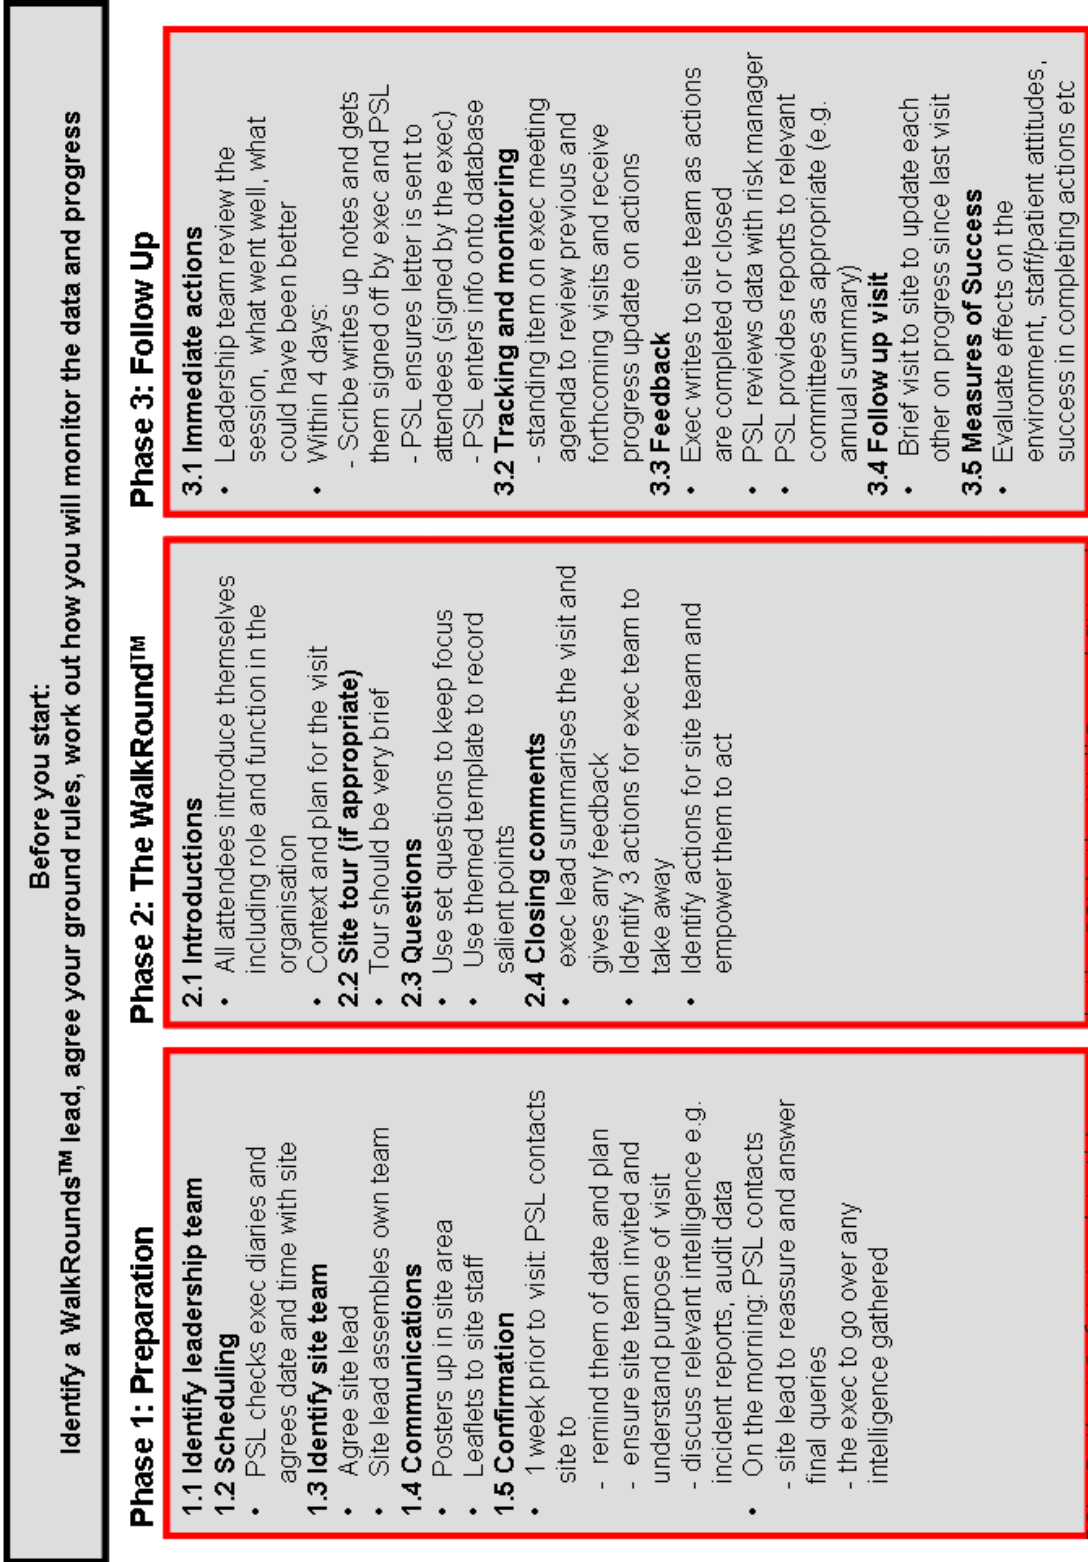 Before you start:
Identify a WalkRounds™ lead, agree your ground rules, work out how you will monitor the data and progress
Phase 1: Preparation
1.1 Identify leadership team
1.2 Scheduling
• PSL checks exec diaries and
agrees date and time with site
1.3 Identify site team
• Agree site lead
• Site lead assembles own team
1.4 Communications
• Posters up in site area
• Leaflets to site staff
1.5 Confirmation
• 1 week prior to visit: PSL contacts
site to
- remind them of date and plan
- ensure site team invited and
understand purpose of visit
- discuss relevant intelligence e.g.
incident reports, audit data
• On the morning: PSL contacts
- site lead to reassure and answer
final queries
- the exec to go over any
intelligence gathered
Phase 2: The WalkRound™
2.1 Introductions
• All attendees introduce themselves
including role and function in the
organisation
• Context and plan for the visit
2.2 Site tour (if appropriate)
• Tour should be very brief
2.3 Questions
• Use set questions to keep focus
• Use themed template to record
salient points
2.4 Closing comments
• exec lead summarises the visit and
gives any feedback
• Identify 3 actions for exec team to
take away
• Identify actions for site team and
empower them to act
Phase 3: Follow Up
3.1 Immediate actions
• Leadership team review the
session, what went well, what
could have been better
• Within 4 days:
- Scribe writes up notes and gets
them signed off by exec and PSL
- PSL ensures letter is sent to
attendees (signed by the exec)
- PSL enters info onto database
3.2 Tracking and monitoring
- standing item on exec meeting
agenda to review previous and
forthcoming visits and receive
progress update on actions
3.3 Feedback
• Exec writes to site team as actions
are completed or closed
• PSL reviews data with risk manager
• PSL provides reports to relevant
committees as appropriate (e.g.
annual summary)
3.4 Follow up visit
• Brief visit to site to update each
other on progress since last visit
3.5 Measures of Success
• Evaluate effects on the
environment, staff/patient attitudes,
success in completing actions etc